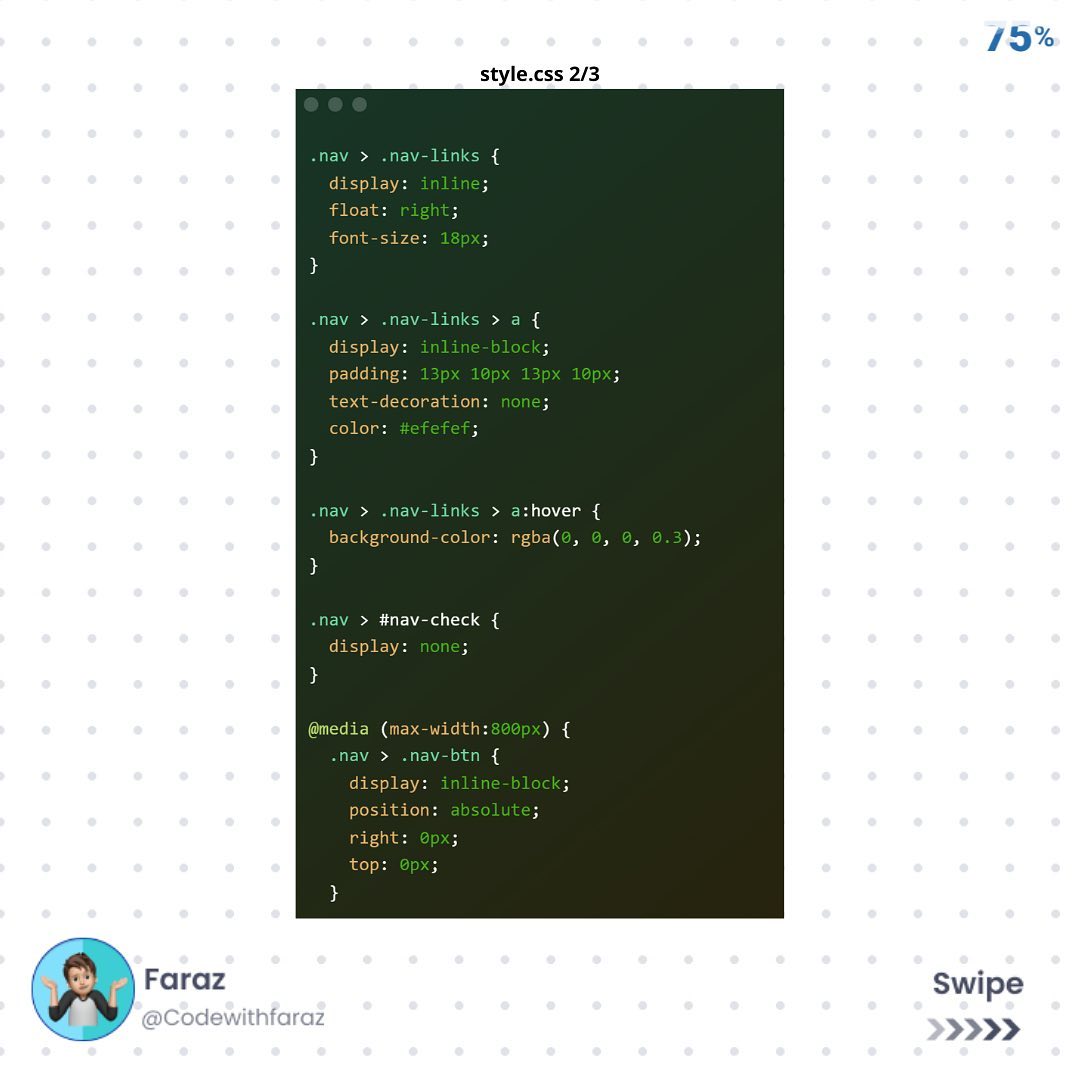 75%
style.css 2/3
.nav > .nav-links {
  display: inline;
  float: right;
  font-size: 18px;
}

.nav > .nav-links > a {
  display: inline-block;
  padding: 13px 10px 13px 10px;
  text-decoration: none;
  color: #efefef;
}

.nav > .nav-links > a:hover {
  background-color: rgba(0, 0, 0, 0.3);
}

.nav > #nav-check {
  display: none;
}

@media (max-width:800px) {
  .nav > .nav-btn {
    display: inline-block;
    position: absolute;
    right: 0px;
    top: 0px;
  }
Faraz
@Codewithfaraz
Swipe